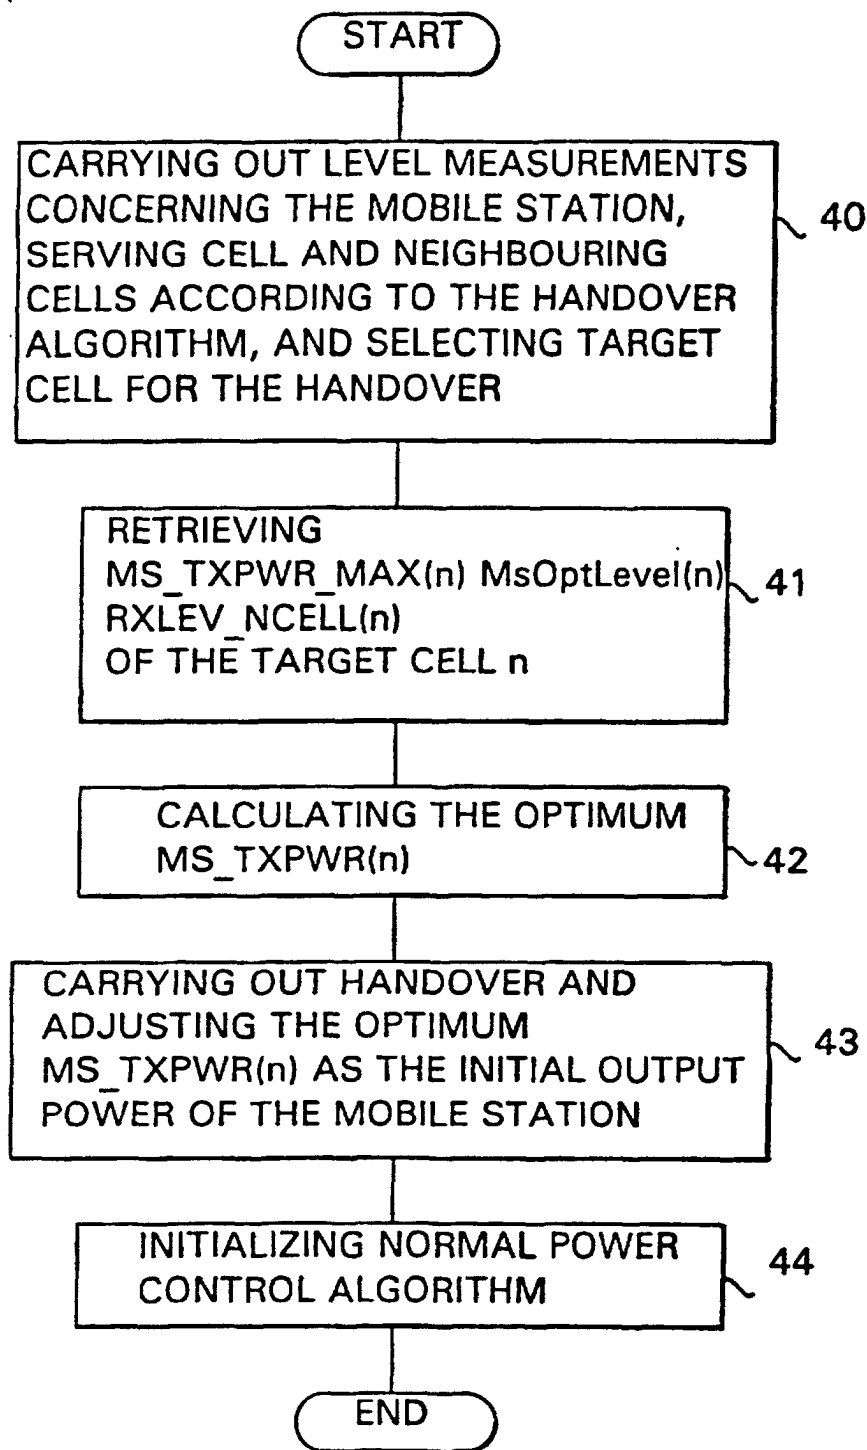 START
CARRYING OUT LEVEL MEASUREMENTS
CONCERNING THE MOBILE STATION,
SERVING CELL AND NEIGHBOURING
CELLS ACCORDING TO THE HANDOVER
ALGORITHM, AND SELECTING TARGET
CELL FOR THE HANDOVER
40
RETRIEVING
MS_TXPWR_MAX(n) MsOptLevel(n)
RXLEV_NCELL(n)
OF THE TARGET CELL n
41
CALCULATING THE OPTIMUM
MS_TXPWR(n)
42
CARRYING OUT HANDOVER AND
ADJUSTING THE OPTIMUM
MS_TXPWR(n) AS THE INITIAL OUTPUT
POWER OF THE MOBILE STATION
43
INITIALIZING NORMAL POWER
CONTROL ALGORITHM
44
END